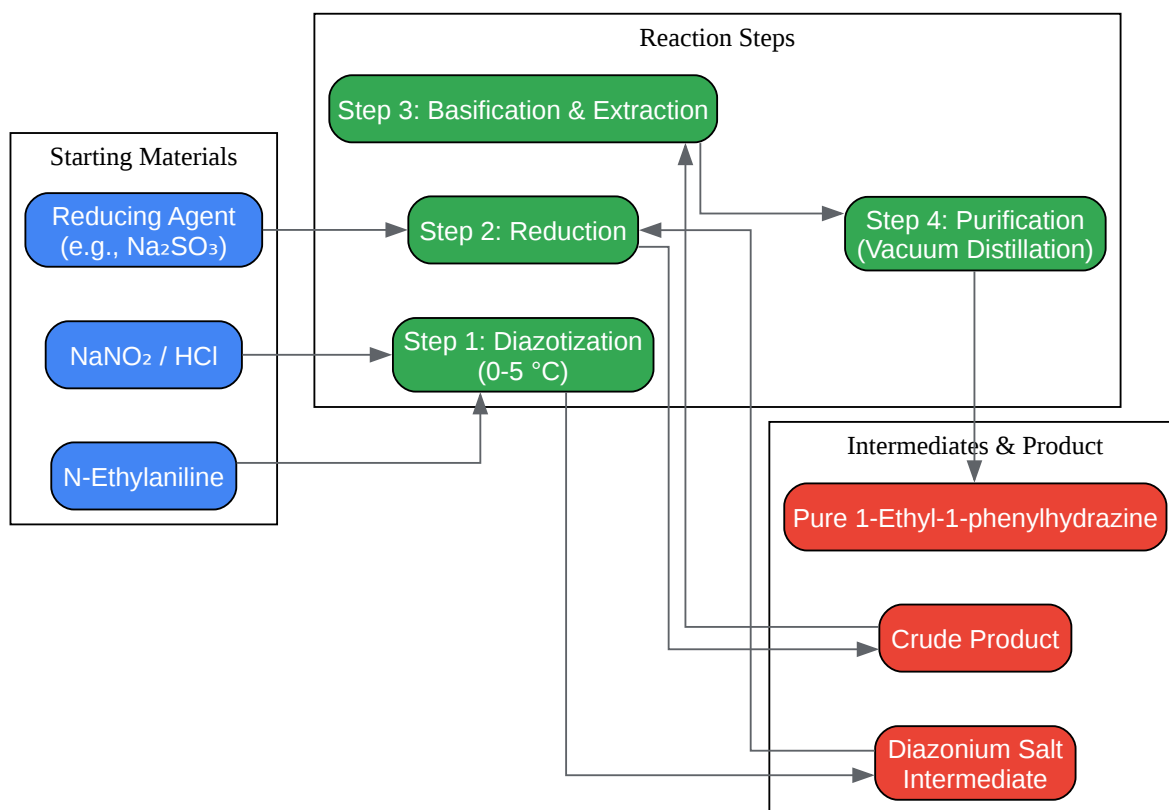 Reaction Steps
Step 3: Basification & Extraction
Starting Materials
Reducing Agent
(e.g., Na₂SO₃)
Step 2: Reduction
Step 4: Purification
(Vacuum Distillation)
NaNO₂ / HCl
Step 1: Diazotization
(0-5 °C)
N-Ethylaniline
Intermediates & Product
Pure 1-Ethyl-1-phenylhydrazine
Crude Product
Diazonium Salt
Intermediate